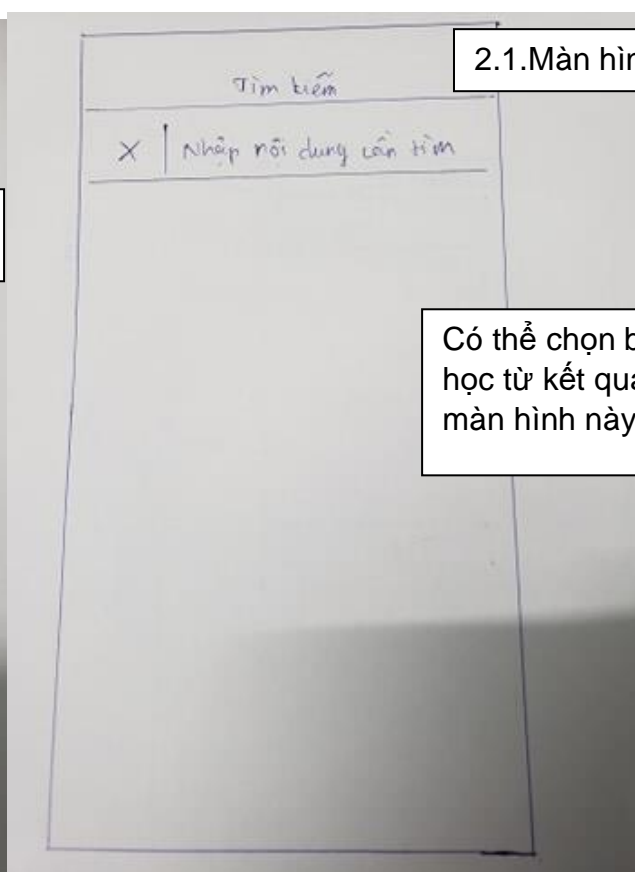 2.1.Màn hìn
Tìm kiếm
X | Nhập nội dung cần tìm
Có thể chọn b
học từ kết quả
màn hình này